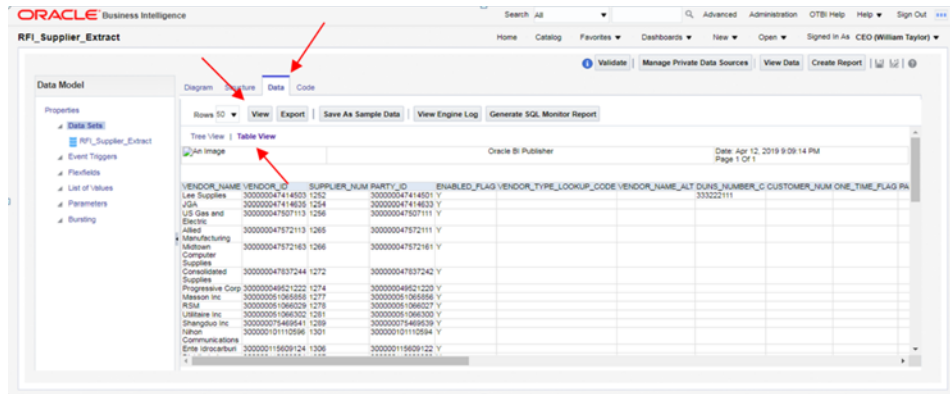 ORACLE Business Intelligence Search All Advanced Administration OTBI Help Help Sign Out
RFI_Supplier_Extract Home Catalog Favorites Dashboards New Open Signed In As CEO (William Taylor)
Validate Manage Private Data Sources View Data Create Report
Data Model
Diagram Structure Data Code
Properties
Data Sets
RFI_Supplier_Extract
Event Triggers
Flexfields
List of Values
Parameters
Bursting
Rows 50 View Export Save As Sample Data View Engine Log Generate SQL Monitor Report
Tree View | Table View
An Image Oracle BI Publisher Date: Apr 12, 2019 9:09:14 PM
Page 1 Of 1
VENDOR_NAME VENDOR_ID SUPPLIER_NUM PARTY_ID ENABLED_FLAG VENDOR_TYPE_LOOKUP_CODE VENDOR_NAME_ALT DUNS_NUMBER_C CUSTOMER_NUM ONE_TIME_FLAG PA
Lee Supplies 300000047414503 1252 300000047414501 Y 333222111
JQA 300000047414635 1254 300000047414633 Y
US Gas and Electric 300000047507113 1256 300000047507111 Y
Allied Manufacturing 300000047572113 1265 300000047572111 Y
Midtown Computer Supplies 300000047572163 1266 300000047572161 Y
Consolidated Supplies 300000047837244 1272 300000047837242 Y
Progressive Corp 300000049521222 1274 300000049521220 Y
Masson Inc 300000051065858 1277 300000051065856 Y
RSM 300000051066029 1278 300000051066027 Y
Utilitaire Inc 300000051066302 1281 300000051066300 Y
Shangduo Inc 300000075469541 1289 300000075469539 Y
Nihon Communications 300000101110596 1301 300000101110594 Y
Ente Idrocarburi 300000115609124 1306 300000115609122 Y